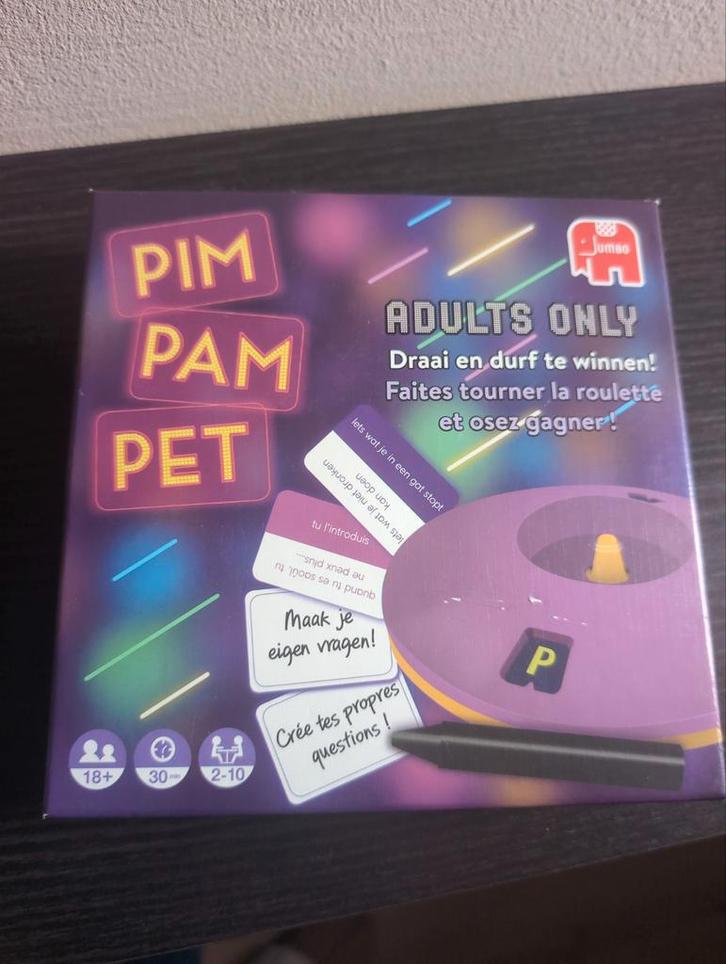 PIM
PAM
PET
Jumbo
ADULTS ONLY
Draai en durf te winnen!
Faites tourner la roulette
et osez gagner !
Iets wat je in een gat stopt
Iets wat je niet dronken
kan doen
tu l'introduis
quand tu es saoûl, tu
ne peux plus....
Maak je
eigen vragen!
Crée tes propres
questions !
P
18+
30 min
2-10